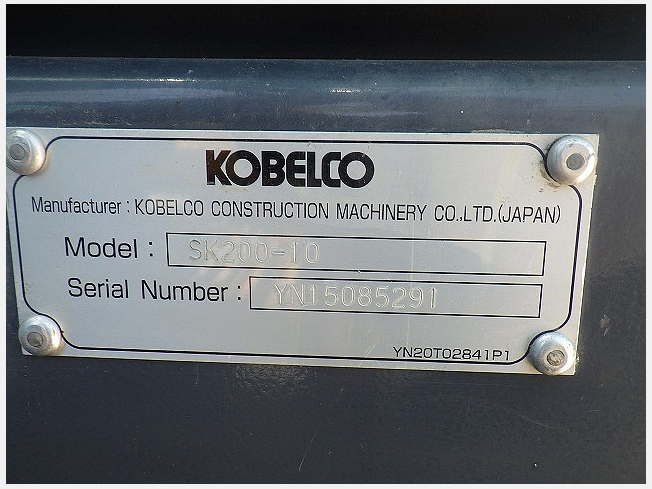 KOBELCO
Manufacturer : KOBELCO CONSTRUCTION MACHINERY CO.,LTD.(JAPAN)
Model : SK200-10
Serial Number : YN15085291
YN20T02841P1